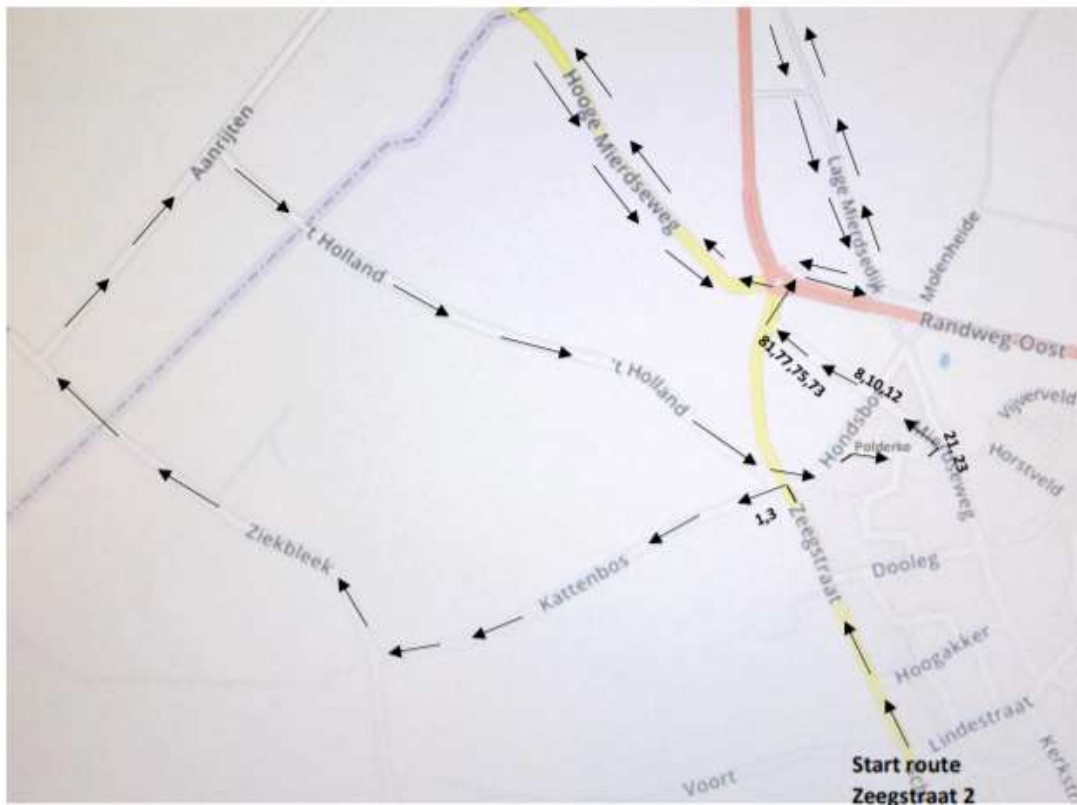 Aanrijten
Hooge Mierdseweg
Lage Mierdsedijk
Molenheide
't Holland
Randweg-Oost
81,77,75,73
8,10,12
't Holland
Vijverveld
Polderke
21, 23
Horstveld
Mierdseweg
1,3
Zeegstraat
Ziekbleek
Kattenbos
Dooleg
Hoogakker
Lindestraat
Voort
Start route
Zeegstraat 2